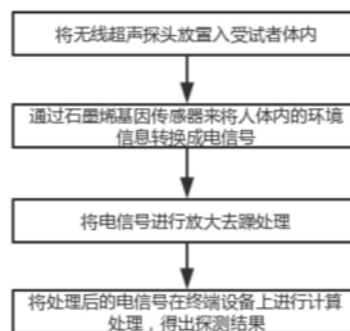 将无线超声探头放置入受试者体内
通过石墨烯基因传感器来将人体内的环境
信息转换成电信号
将电信号进行放大去躁处理
将处理后的电信号在终端设备上进行计算
处理，得出探测结果